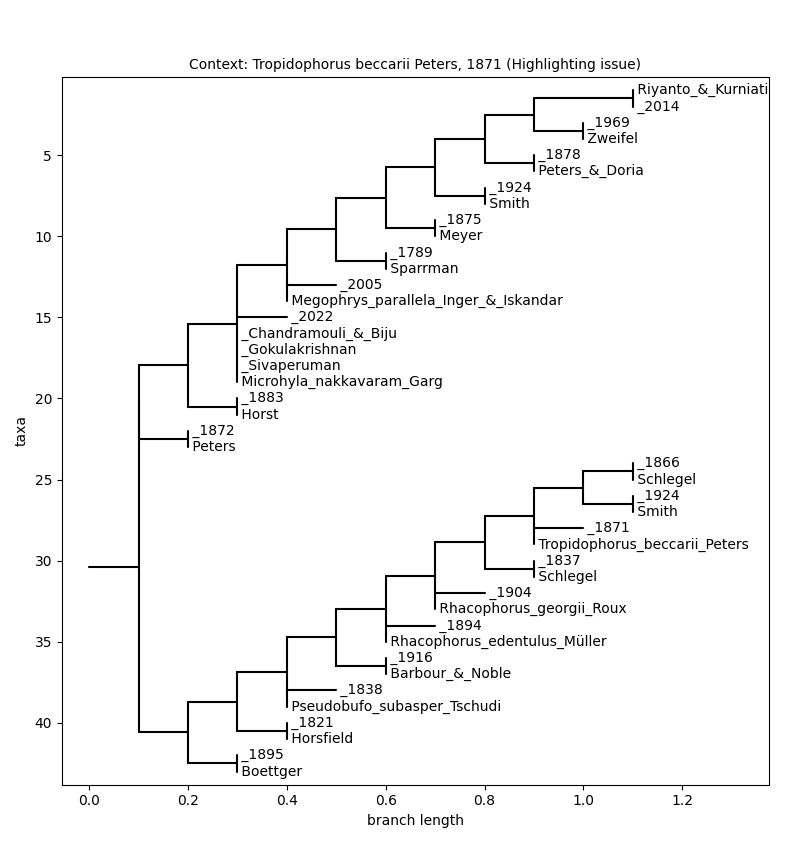 Context: Tropidophorus beccarii Peters, 1871 (Highlighting issue)
Riyanto_&_Kurniati
_2014
_1969
Zweifel
_1878
Peters_&_Doria
_1924
Smith
_1875
Meyer
_1789
Sparrman
_2005
Megophrys_parallela_Inger_&_Iskandar
_2022
_Chandramouli_&_Biju
_Gokulakrishnan
_Sivaperuman
Microhyla_nakkavaram_Garg
_1883
Horst
_1872
Peters
_1866
Schlegel
_1924
Smith
_1871
Tropidophorus_beccarii_Peters
_1837
Schlegel
_1904
Rhacophorus_georgii_Roux
_1894
Rhacophorus_edentulus_Müller
_1916
Barbour_&_Noble
_1838
Pseudobufo_subasper_Tschudi
_1821
Horsfield
_1895
Boettger
5
10
15
20
25
30
35
40
taxa
0.0 0.2 0.4 0.6 0.8 1.0 1.2
branch length